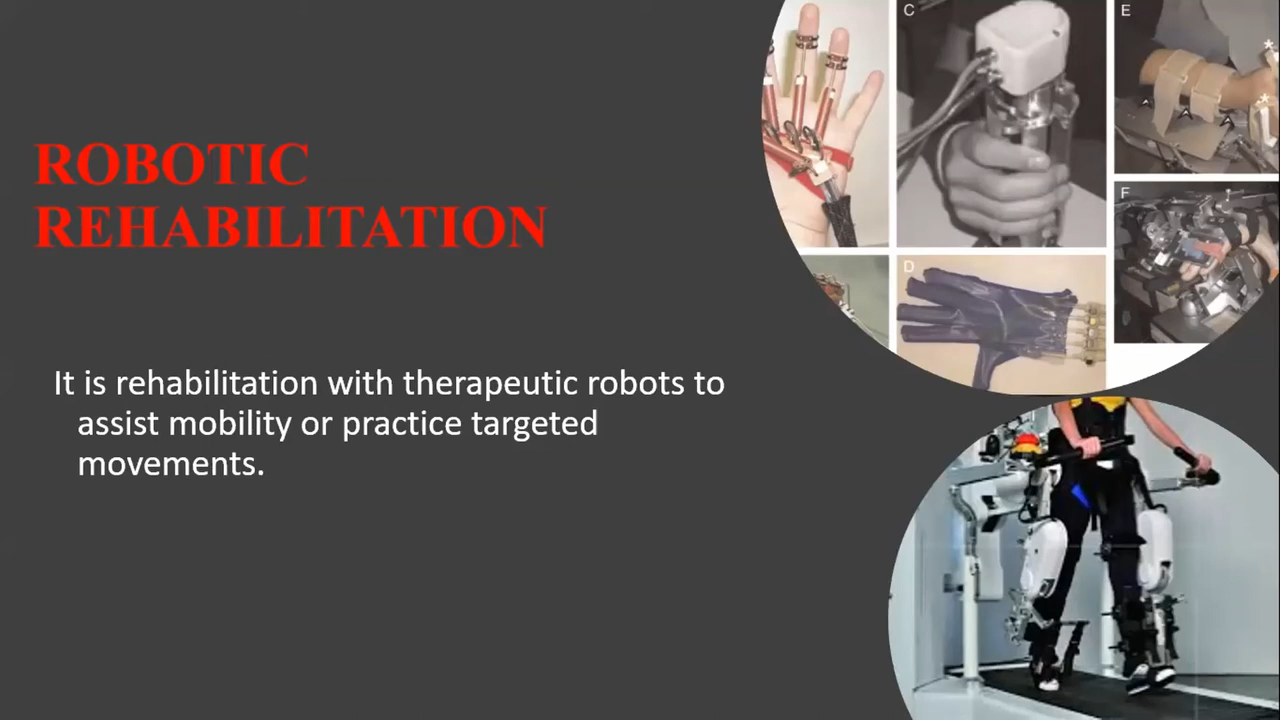 ROBOTIC
REHABILITATION
It is rehabilitation with therapeutic robots to
assist mobility or practice targeted
movements.
C
E
D
F